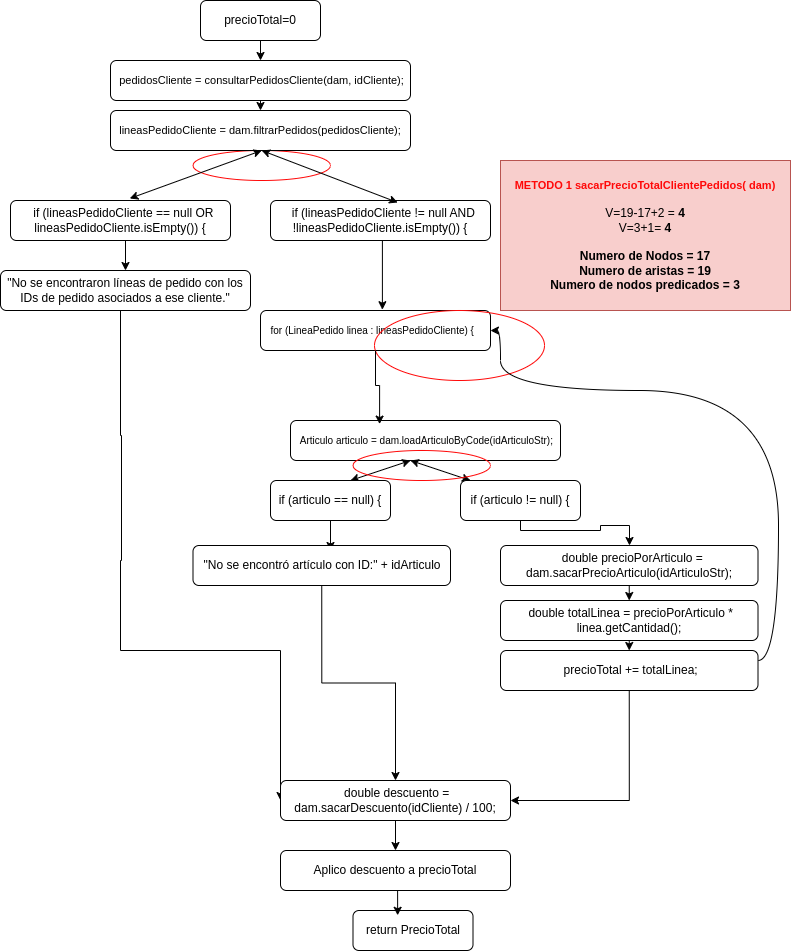 precioTotal=0
pedidosCliente = consultarPedidosCliente(dam, idCliente);
lineasPedidoCliente = dam.filtrarPedidos(pedidosCliente);
METODO 1 sacarPrecioTotalClientePedidos( dam)
V=19-17+2 = 4
V=3+1= 4
Numero de Nodos = 17
Numero de aristas = 19
Numero de nodos predicados = 3
if (lineasPedidoCliente == null OR
lineasPedidoCliente.isEmpty()) {
if (lineasPedidoCliente != null AND
!lineasPedidoCliente.isEmpty()) {
"No se encontraron líneas de pedido con los
IDs de pedido asociados a ese cliente."
for (LineaPedido linea : lineasPedidoCliente) {
Articulo articulo = dam.loadArticuloByCode(idArticuloStr);
if (articulo == null) {
if (articulo != null) {
"No se encontró artículo con ID:" + idArticulo
double precioPorArticulo =
dam.sacarPrecioArticulo(idArticuloStr);
double totalLinea = precioPorArticulo *
linea.getCantidad();
precioTotal += totalLinea;
double descuento =
dam.sacarDescuento(idCliente) / 100;
Aplico descuento a precioTotal
return PrecioTotal